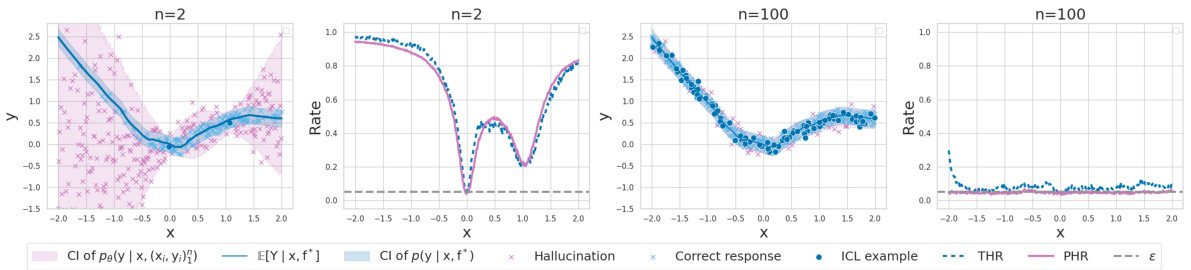 n=2
n=2
n=100
n=100
y
2.5
2.0
1.5
1.0
0.5
0.0
−0.5
−1.0
−1.5
−2.0 −1.5 −1.0 −0.5 0.0 0.5 1.0 1.5 2.0
x
Rate
1.0
0.8
0.6
0.4
0.2
0.0
−2.0 −1.5 −1.0 −0.5 0.0 0.5 1.0 1.5 2.0
x
y
2.5
2.0
1.5
1.0
0.5
0.0
−0.5
−1.0
−1.5
−2.0 −1.5 −1.0 −0.5 0.0 0.5 1.0 1.5 2.0
x
Rate
1.0
0.8
0.6
0.4
0.2
0.0
−2.0 −1.5 −1.0 −0.5 0.0 0.5 1.0 1.5 2.0
x
CI of pθ(y | x, (xᵢ, yᵢ)₁ⁿ) 𝔼[Y | x, f*] CI of p(y | x, f*) Hallucination Correct response ICL example THR PHR ε